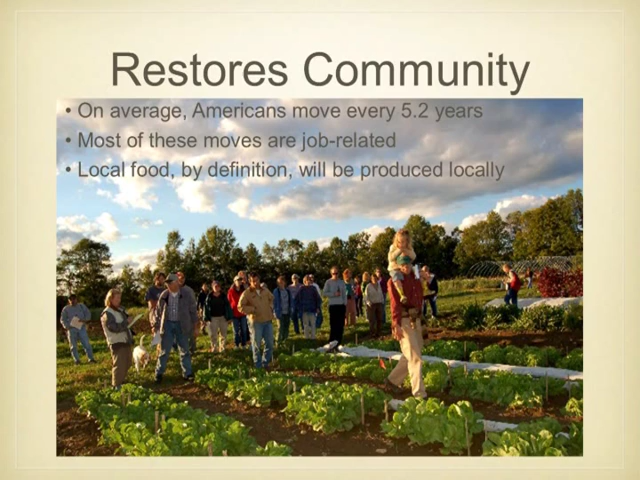 Restores Community
• On average, Americans move every 5.2 years
• Most of these moves are job-related
• Local food, by definition, will be produced locally